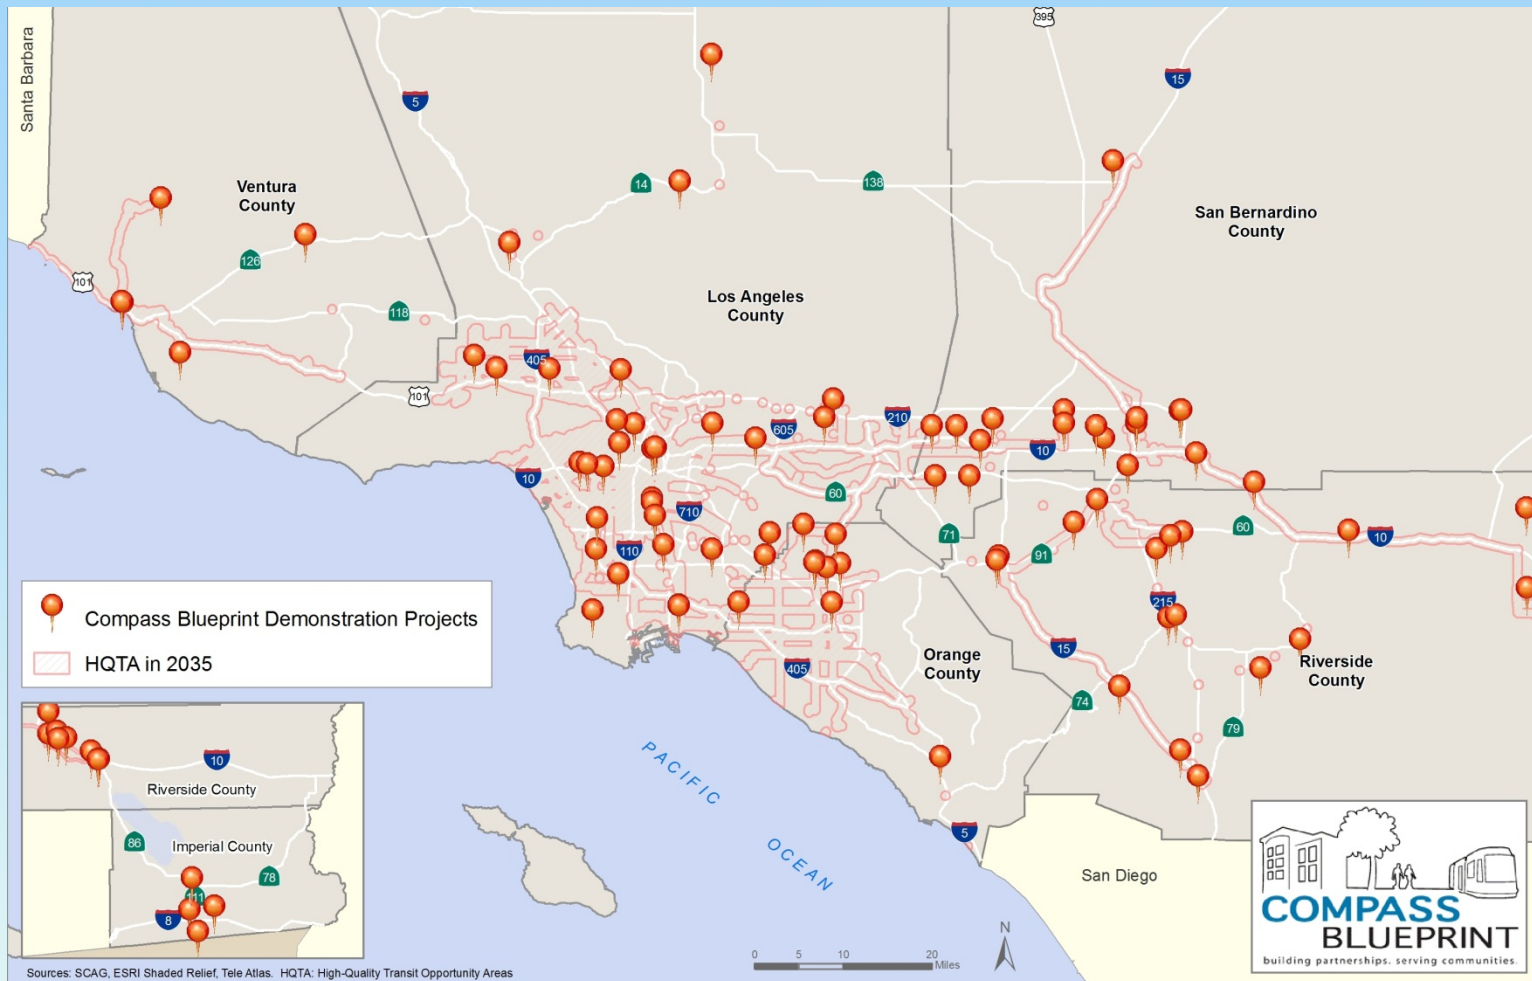 Santa Barbara
395
15
5
Ventura
County
14
138
San Bernardino
County
126
101
Los Angeles
County
118
405
101
210
605
10
10
60
710
71
60
110
91
10
215
Compass Blueprint Demonstration Projects
HQTA in 2035
15
405
Orange
County
Riverside
County
74
79
PACIFIC
OCEAN
10
Riverside County
86
Imperial County
78
111
8
5
San Diego
N
0 5 10 20
Miles
COMPASS
BLUEPRINT
building partnerships. serving communities.
Sources: SCAG, ESRI Shaded Relief, Tele Atlas. HQTA: High-Quality Transit Opportunity Areas